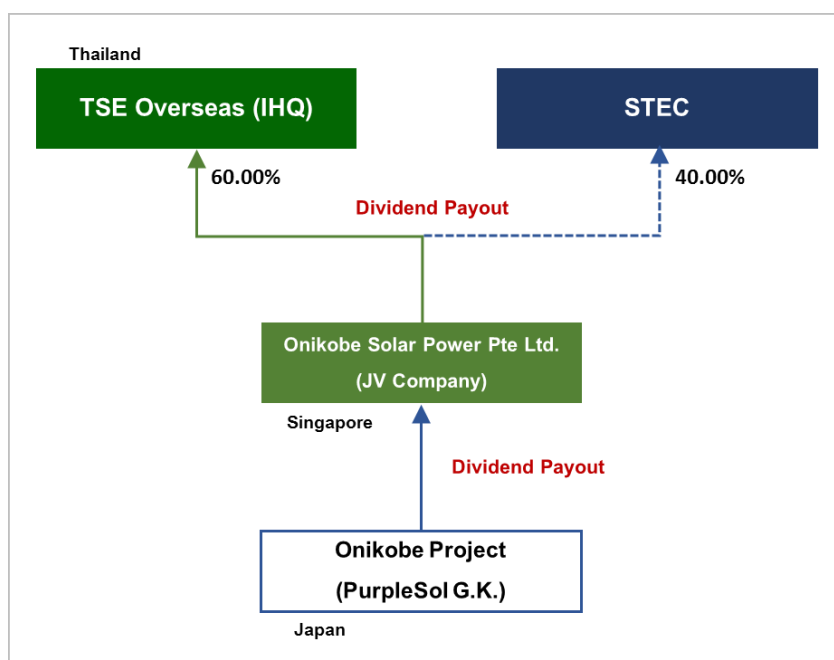 Thailand
TSE Overseas (IHQ)
STEC
60.00%
40.00%
Dividend Payout
Onikobe Solar Power Pte Ltd.
(JV Company)
Singapore
Dividend Payout
Onikobe Project
(PurpleSol G.K.)
Japan